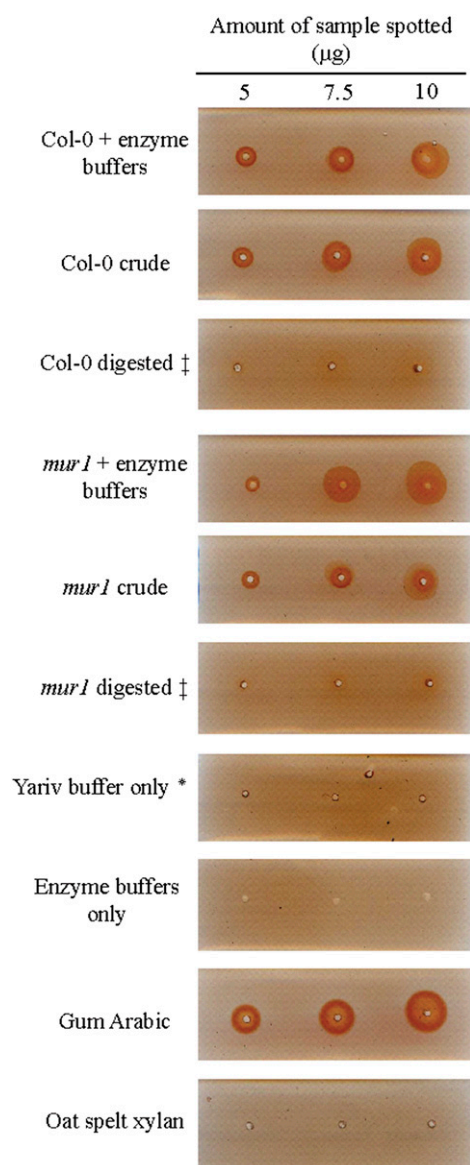 Amount of sample spotted
(μg)
5 7.5 10
Col-0 + enzyme
buffers
Col-0 crude
Col-0 digested ‡
mur1 + enzyme
buffers
mur1 crude
mur1 digested ‡
Yariv buffer only *
Enzyme buffers
only
Gum Arabic
Oat spelt xylan